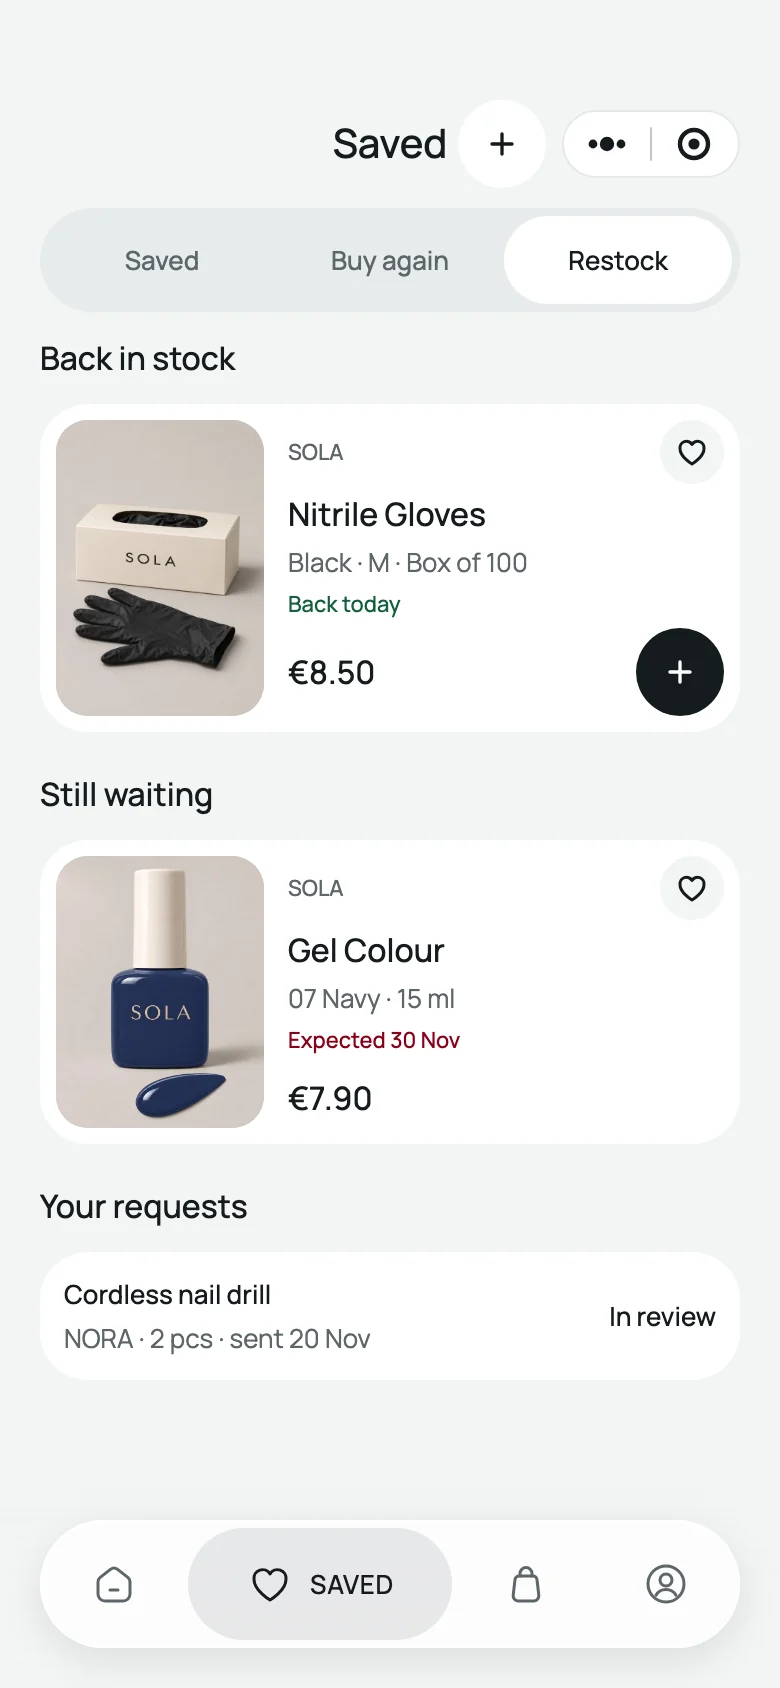 Saved
Saved
Buy again
Restock
Back in stock
SOLA
SOLA
Nitrile Gloves
Black · M · Box of 100
Back today
€8.50
Still waiting
SOLA
SOLA
Gel Colour
07 Navy · 15 ml
Expected 30 Nov
€7.90
Your requests
Cordless nail drill
NORA · 2 pcs · sent 20 Nov
In review
SAVED